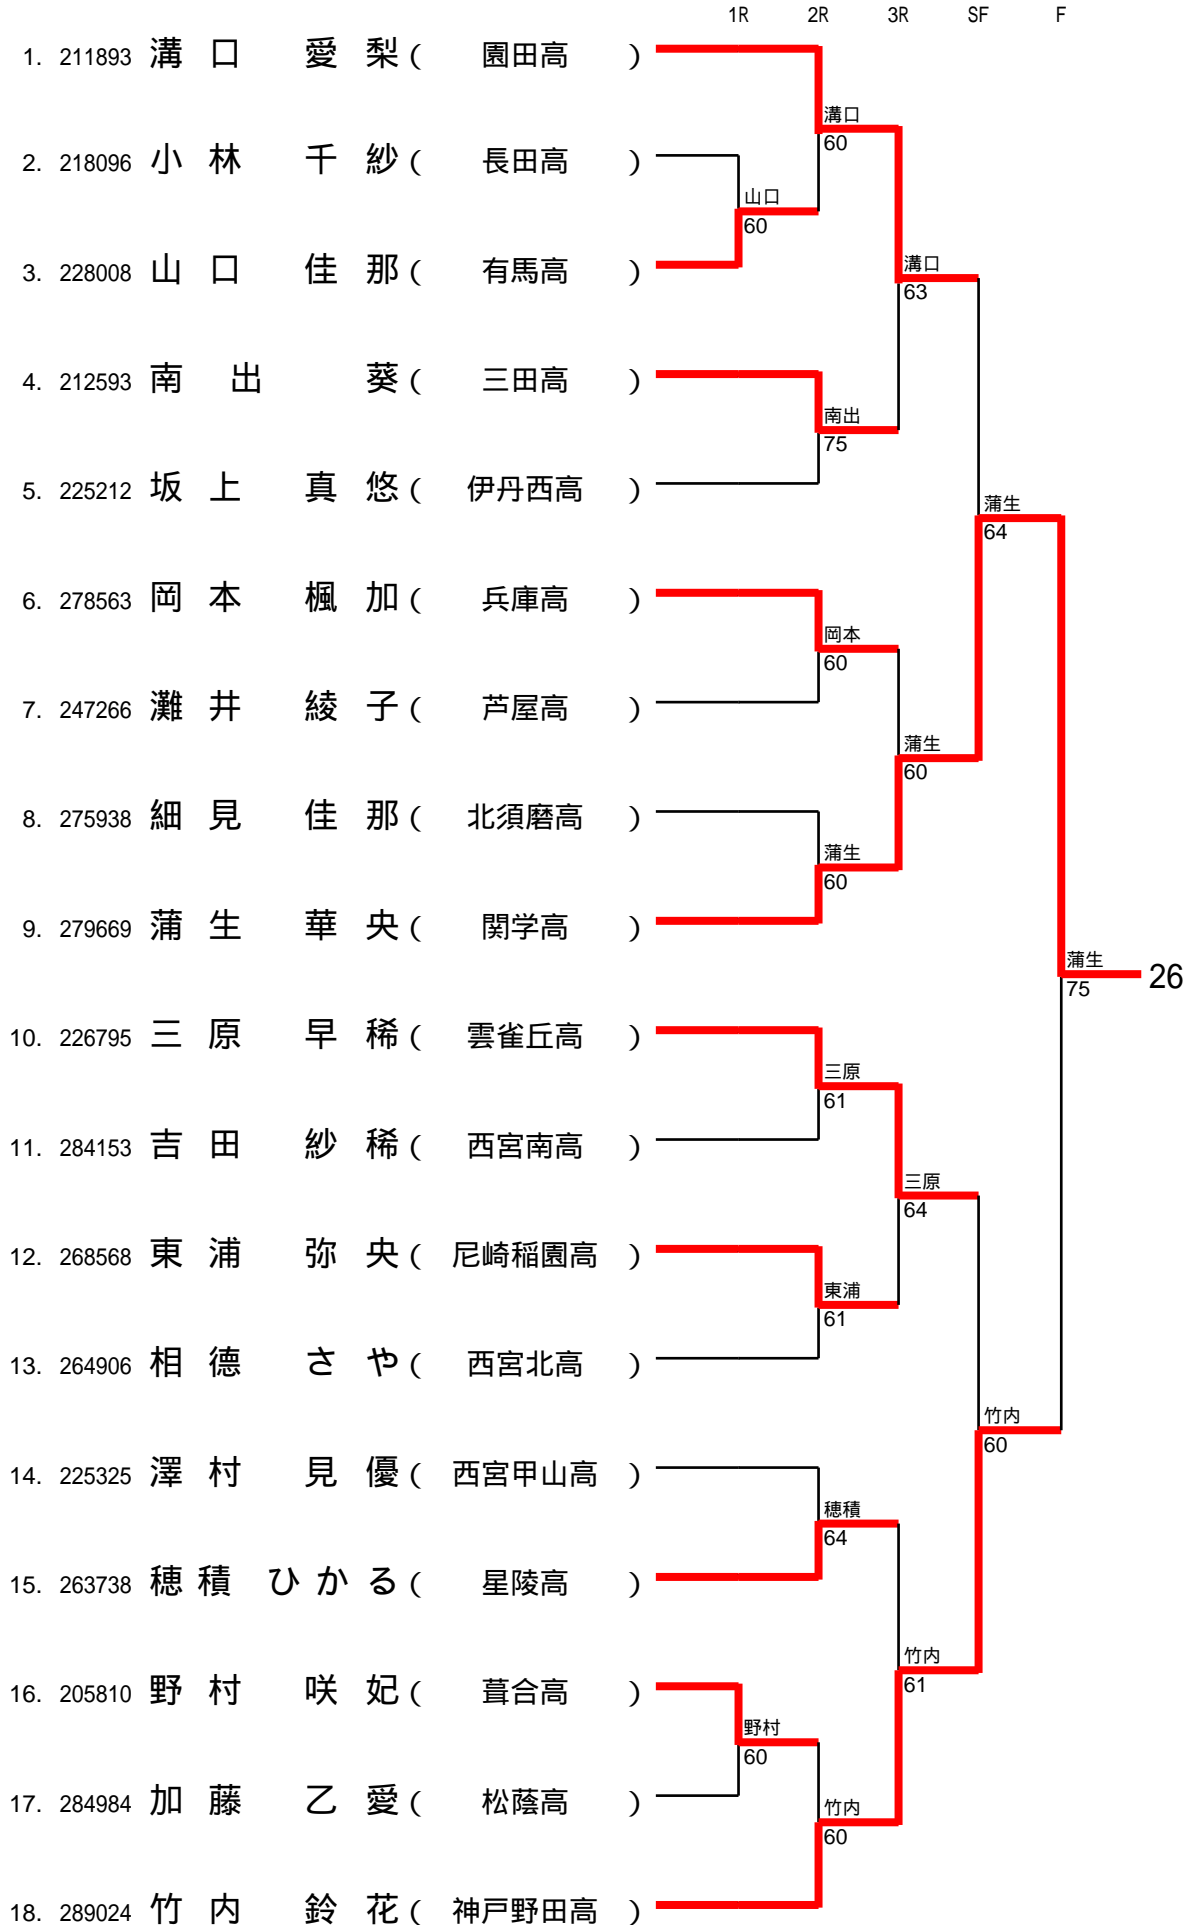 1R 2R 3R SF F
1. 211893 溝口 愛梨 ( 園田高 )
溝口
60
2. 218096 小林 千紗 ( 長田高 )
山口
60
3. 228008 山口 佳那 ( 有馬高 )
溝口
63
4. 212593 南出 葵 ( 三田高 )
南出
75
5. 225212 坂上 真悠 ( 伊丹西高 )
蒲生
64
6. 278563 岡本 楓加 ( 兵庫高 )
岡本
60
7. 247266 灘井 綾子 ( 芦屋高 )
蒲生
60
8. 275938 細見 佳那 ( 北須磨高 )
蒲生
60
9. 279669 蒲生 華央 ( 関学高 )
蒲生
75
26
10. 226795 三原 早稀 ( 雲雀丘高 )
三原
61
11. 284153 吉田 紗稀 ( 西宮南高 )
三原
64
12. 268568 東浦 弥央 ( 尼崎稲園高 )
東浦
61
13. 264906 相德 さや ( 西宮北高 )
竹内
60
14. 225325 澤村 見優 ( 西宮甲山高 )
穂積
64
15. 263738 穂積 ひかる ( 星陵高 )
竹内
61
16. 205810 野村 咲妃 ( 葺合高 )
野村
60
17. 284984 加藤 乙愛 ( 松蔭高 )
竹内
60
18. 289024 竹内 鈴花 ( 神戸野田高 )